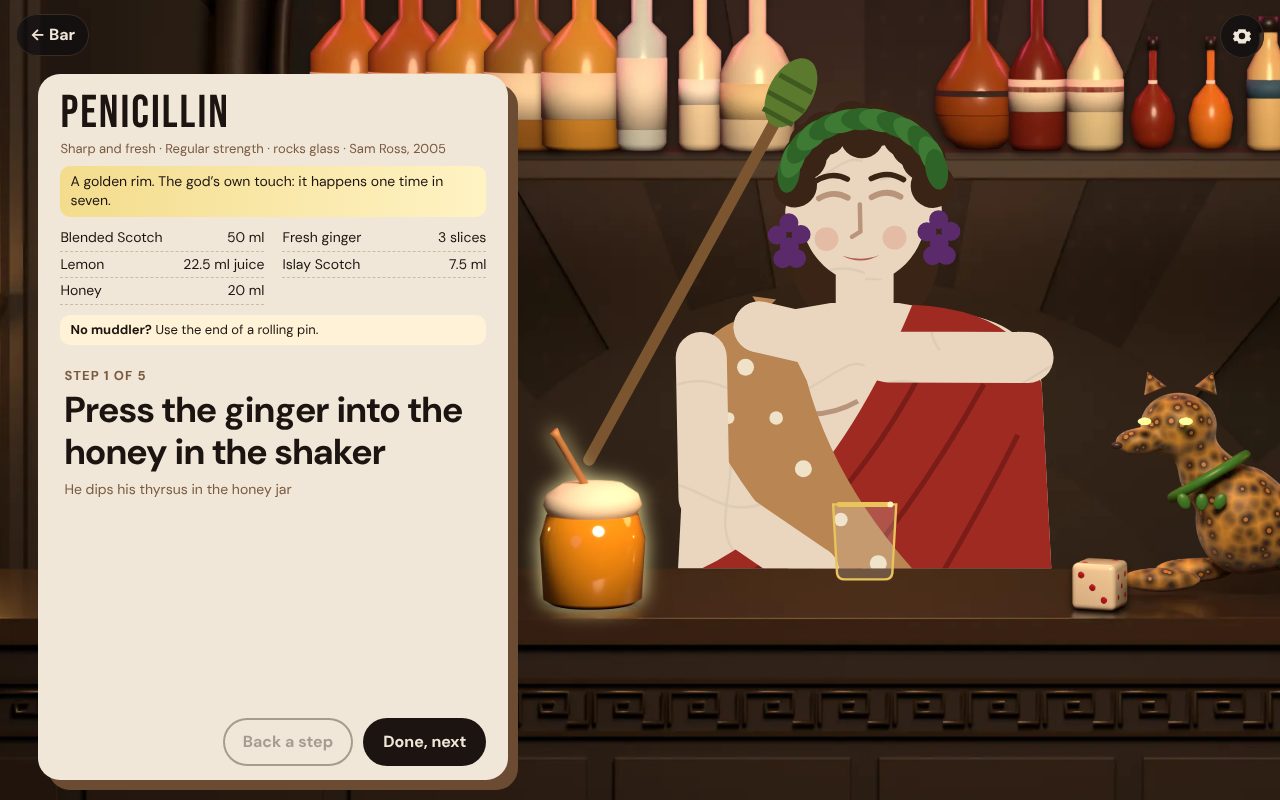 ← Bar
PENICILLIN
Sharp and fresh · Regular strength · rocks glass · Sam Ross, 2005
A golden rim. The god’s own touch: it happens one time in
seven.
Blended Scotch 50 ml
Fresh ginger 3 slices
Lemon 22.5 ml juice
Islay Scotch 7.5 ml
Honey 20 ml
No muddler? Use the end of a rolling pin.
STEP 1 OF 5
Press the ginger into the
honey in the shaker
He dips his thyrsus in the honey jar
Back a step
Done, next